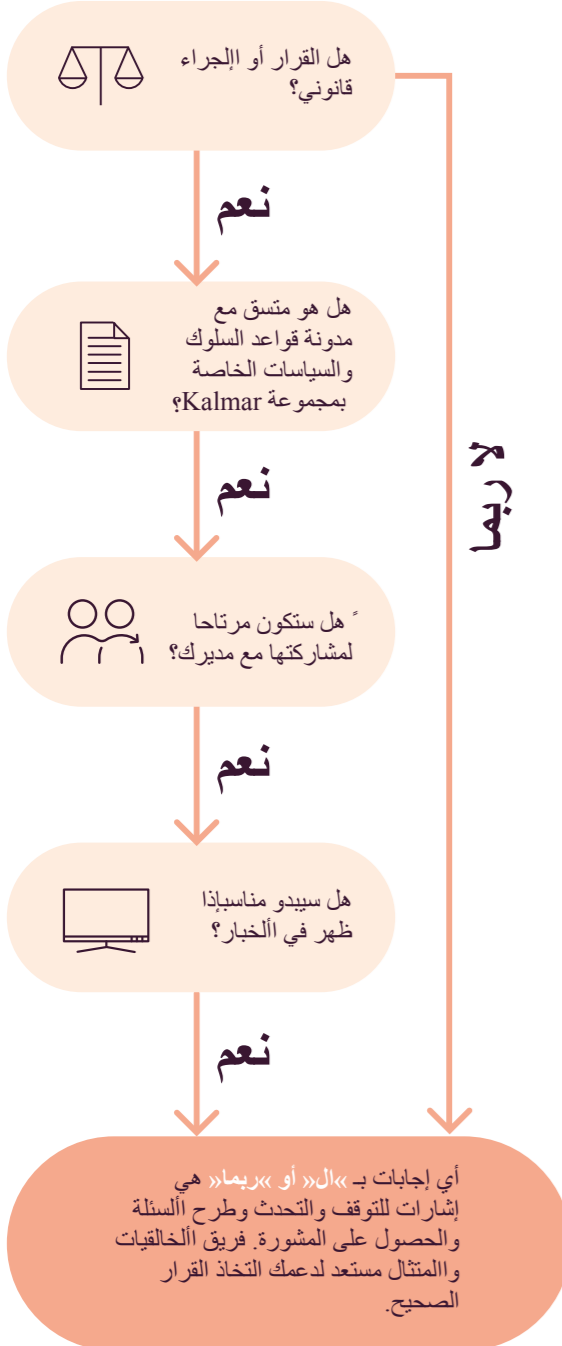 هل القرار أو االإلجراء
قانوني؟
نعم
هل هو متسق مع
مدونة قواعد السلوك
والسياسات الخاصة
بمجموعة Kalmar؟
نعم
لا ربما
ً هل ستكون مرتاحا
لمشاركتها مع مديرك؟
نعم
هل سيبدو مناسبإذا
ظهر في األخبار؟
نعم
أي إجابات بـ »ال« أو »ربما« هي
إشارات للتوقف والتحدث وطرح األسئلة
والحصول على المشورة. فريق األخالقيات
واالمتثال مستعد لدعمك التخاذ القرار
الصحيح.